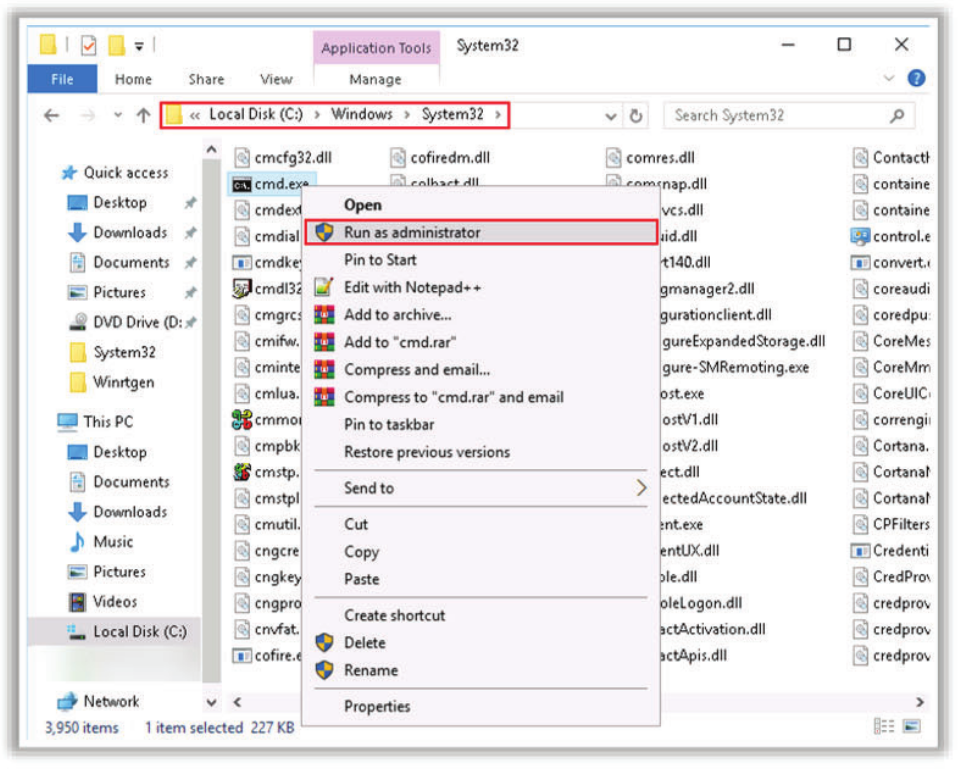 Application Tools System32
File Home Share View Manage
« Local Disk (C:) › Windows › System32 › Search System32
Quick access
Desktop
Downloads
Documents
Pictures
DVD Drive (D:
System32
Winrtgen
This PC
Desktop
Documents
Downloads
Music
Pictures
Videos
Local Disk (C:)
Network
cmcfg32.dll
cmd.exe
cmdext
cmdial
cmdke
cmdl32
cmgrcs
cmifw.
cminte
cmlua.
cmmo
cmpbk
cmstp.
cmstpl
cmutil.
cngcre
cngkey
cngpro
cnvfat.
cofire.e
cofiredm.dll
colbact.dll
Open
Run as administrator
Pin to Start
Edit with Notepad++
Add to archive...
Add to "cmd.rar"
Compress and email...
Compress to "cmd.rar" and email
Pin to taskbar
Restore previous versions
Send to
Cut
Copy
Paste
Create shortcut
Delete
Rename
Properties
comres.dll
comsnap.dll
vcs.dll
uid.dll
rt140.dll
gmanager2.dll
gurationclient.dll
gureExpandedStorage.dll
gure-SMRemoting.exe
ost.exe
ostV1.dll
ostV2.dll
ect.dll
ectedAccountState.dll
ent.exe
entUX.dll
ole.dll
oleLogon.dll
actActivation.dll
actApis.dll
ContactH
containe
containe
control.e
convert.e
coreaudi
coredpu
CoreMes
CoreMm
CoreUIC
correngi
Cortana.
CortanaM
CPFilters
Credenti
CredProv
credprov
credprov
credprov
3,950 items 1 item selected 227 KB